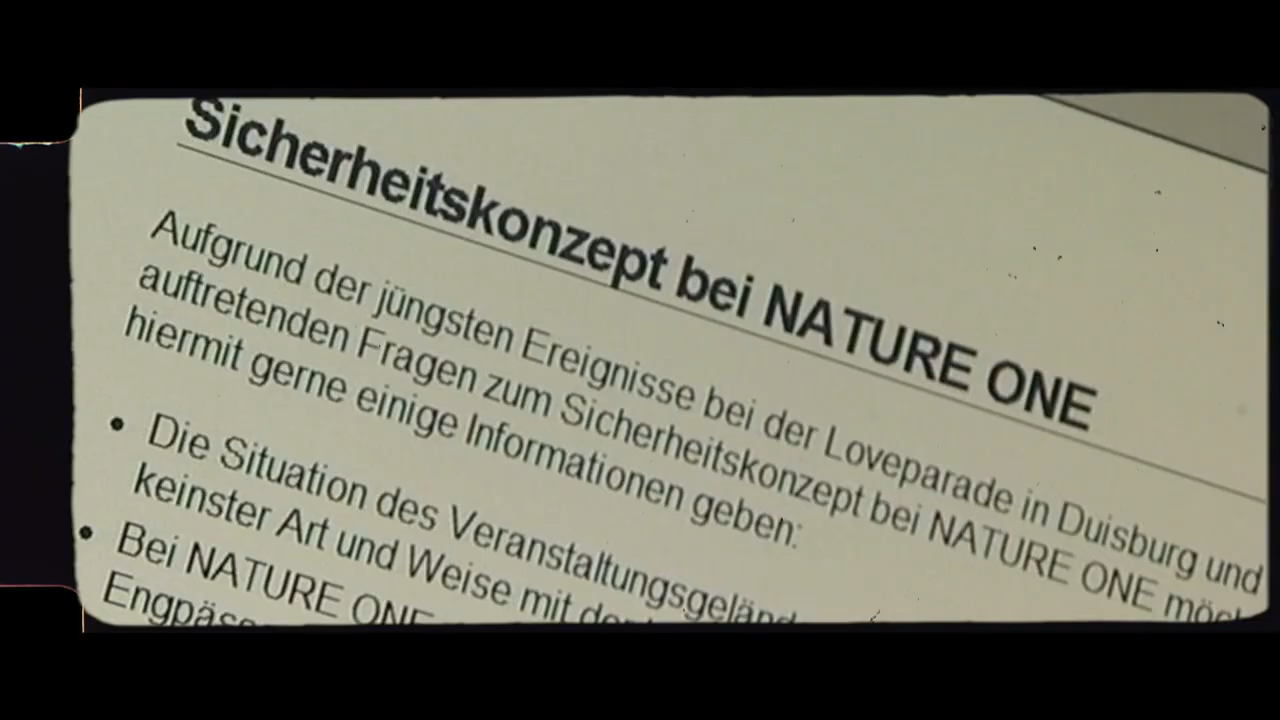 Sicherheitskonzept bei NATURE ONE
Aufgrund der jüngsten Ereignisse bei der Loveparade in Duisburg und
auftretenden Fragen zum Sicherheitskonzept bei NATURE ONE
hiermit gerne einige Informationen geben:
• Die Situation des
keinster Art und Weise mit
• Bei NATURE ONE